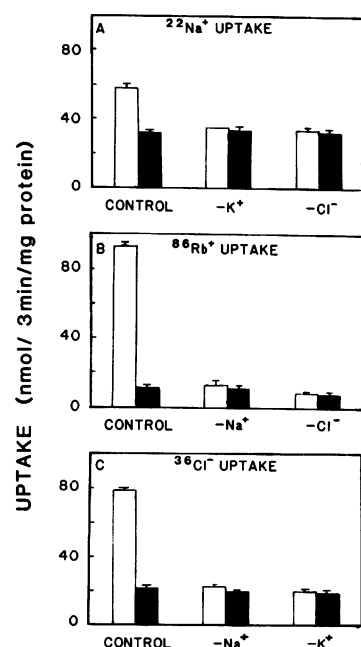 UPTAKE (nmol/ 3min/mg protein)
A
²²Na⁺ UPTAKE
80
40
0
CONTROL
–K⁺
–Cl⁻
B
⁸⁶Rb⁺ UPTAKE
80
40
0
CONTROL
–Na⁺
–Cl⁻
C
³⁶Cl⁻ UPTAKE
80
40
0
CONTROL
–Na⁺
–K⁺